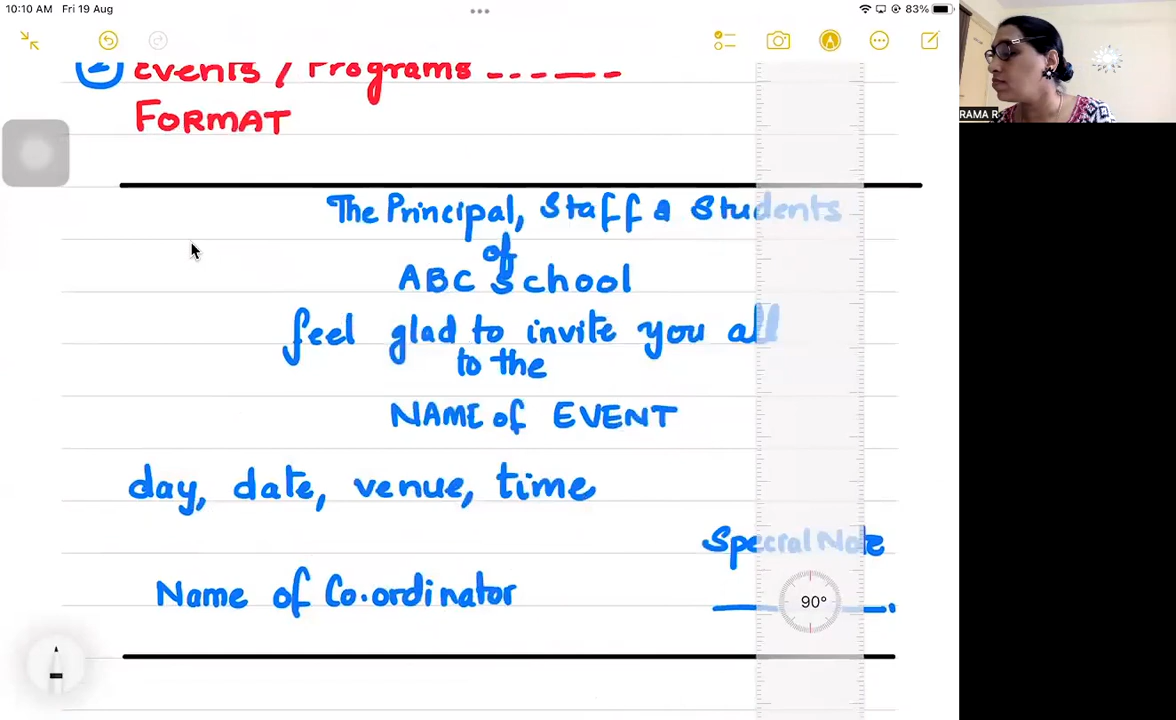 10:10 AM Fri 19 Aug
83%
2 Events / Programs
FORMAT
The Principal, Staff & Students
of
ABC School
feel glad to invite you all
to the
NAME of EVENT
day, date, venue, time
Special Note
Name of Co.ordinator
90°
RAMA R